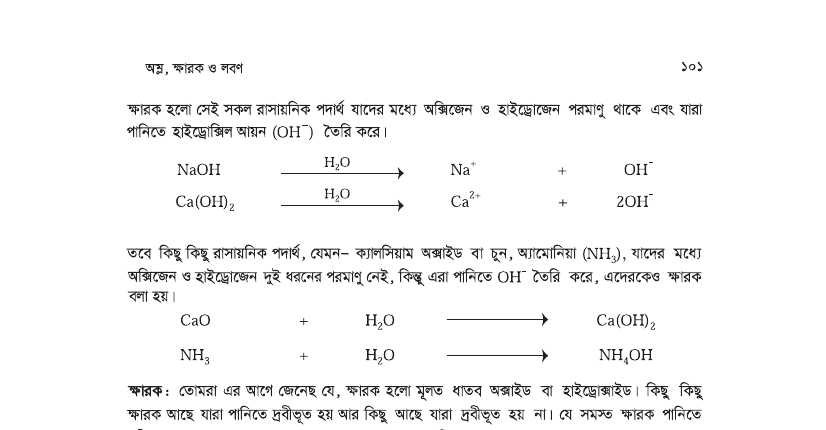 অম্ল, ক্ষারক ও লবণ ১০১
ক্ষারক হলো সেই সকল রাসায়নিক পদার্থ যাদের মধ্যে অক্সিজেন ও হাইড্রোজেন পরমাণু থাকে এবং যারা
পানিতে হাইড্রোক্সিল আয়ন (OH⁻) তৈরি করে।
NaOH H₂O Na⁺ + OH⁻
Ca(OH)₂ H₂O Ca²⁺ + 2OH⁻
তবে কিছু কিছু রাসায়নিক পদার্থ, যেমন– ক্যালসিয়াম অক্সাইড বা চুন, অ্যামোনিয়া (NH₃), যাদের মধ্যে
অক্সিজেন ও হাইড্রোজেন দুই ধরনের পরমাণু নেই, কিন্তু এরা পানিতে OH⁻ তৈরি করে, এদেরকেও ক্ষারক
বলা হয়।
CaO + H₂O ⟶ Ca(OH)₂
NH₃ + H₂O ⟶ NH₄OH
ক্ষারক: তোমরা এর আগে জেনেছ যে, ক্ষারক হলো মূলত ধাতব অক্সাইড বা হাইড্রোক্সাইড। কিছু কিছু
ক্ষারক আছে যারা পানিতে দ্রবীভূত হয় আর কিছু আছে যারা দ্রবীভূত হয় না। যে সমস্ত ক্ষারক পানিতে